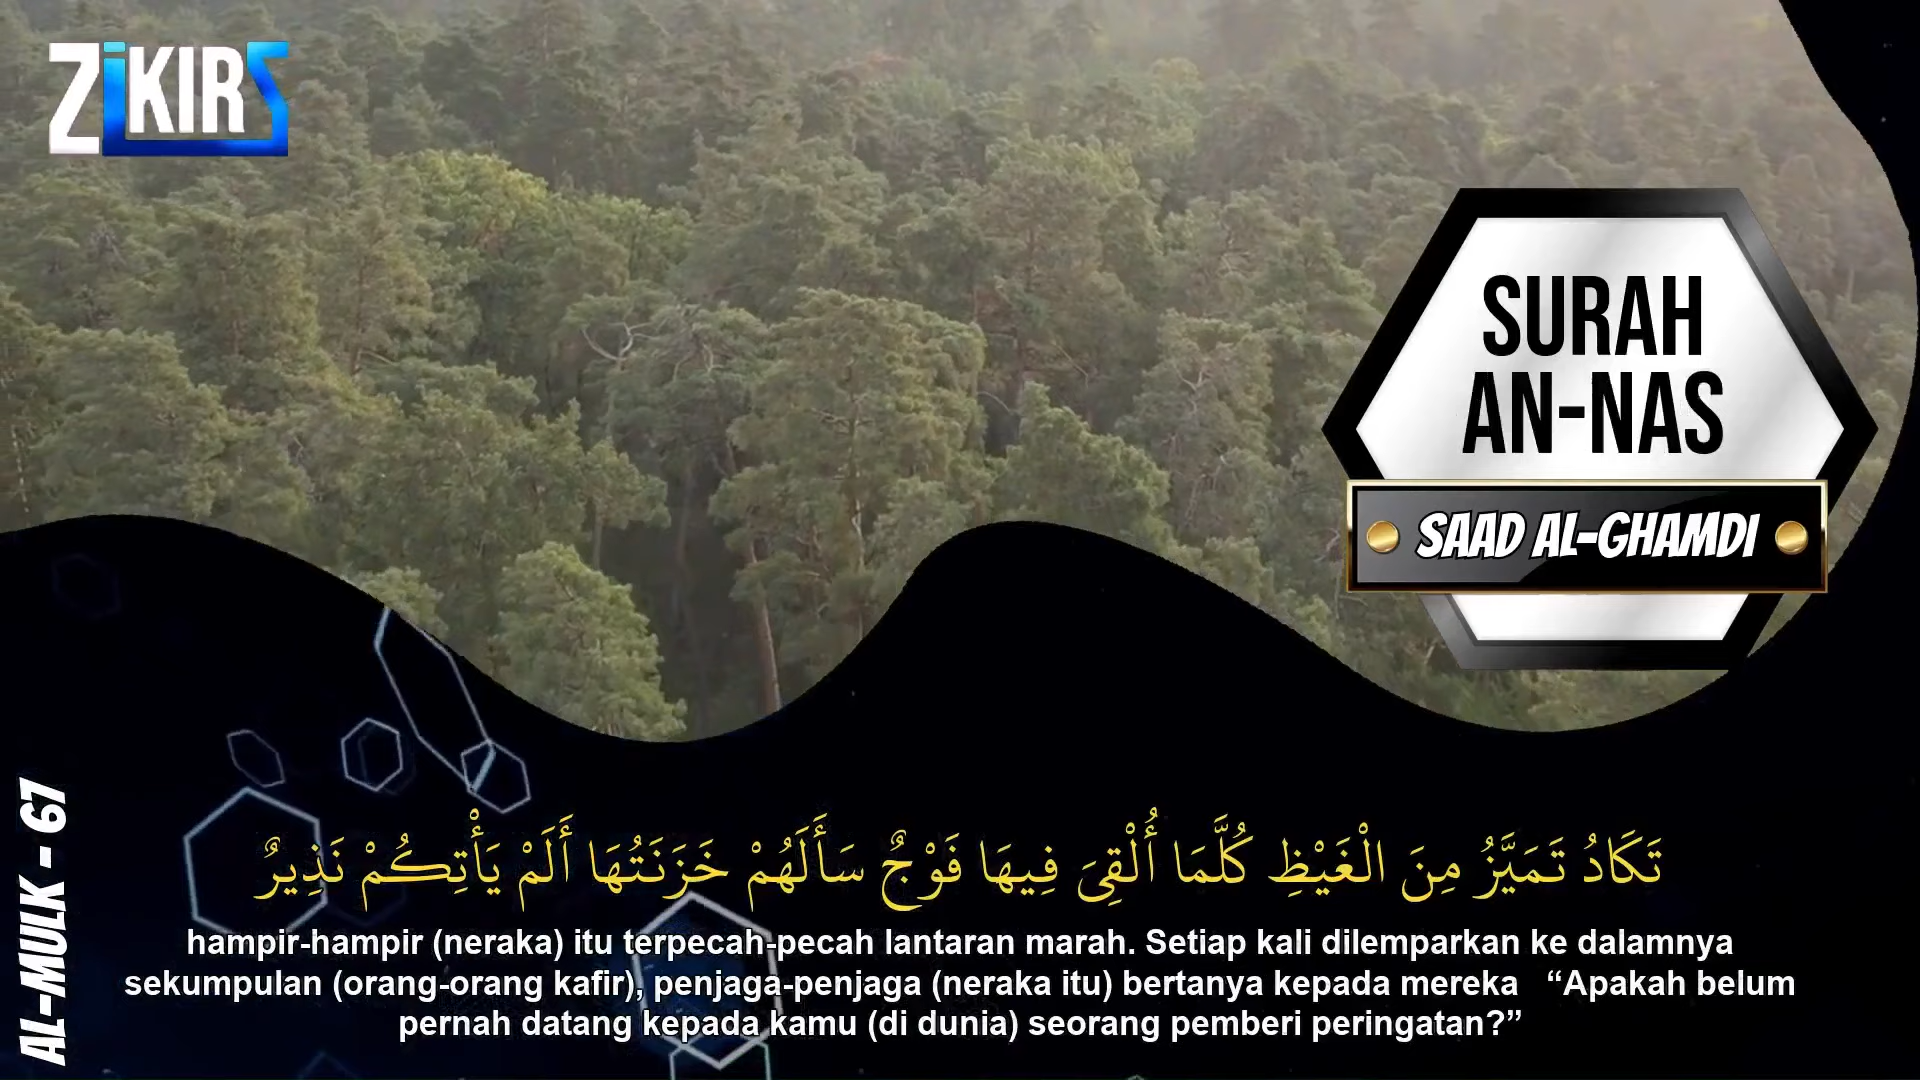 ZiKIRS
SURAH
AN-NAS
SAAD AL-GHAMDI
AL-MULK - 67
تَكَادُ تَمَيَّزُ مِنَ الْغَيْظِ كُلَّمَا أُلْقِىَ فِيهَا فَوْجٌ سَأَلَهُمْ خَزَنَتُهَا أَلَمْ يَأْتِكُمْ نَذِيرٌ
hampir-hampir (neraka) itu terpecah-pecah lantaran marah. Setiap kali dilemparkan ke dalamnya
sekumpulan (orang-orang kafir), penjaga-penjaga (neraka itu) bertanya kepada mereka “Apakah belum
pernah datang kepada kamu (di dunia) seorang pemberi peringatan?”